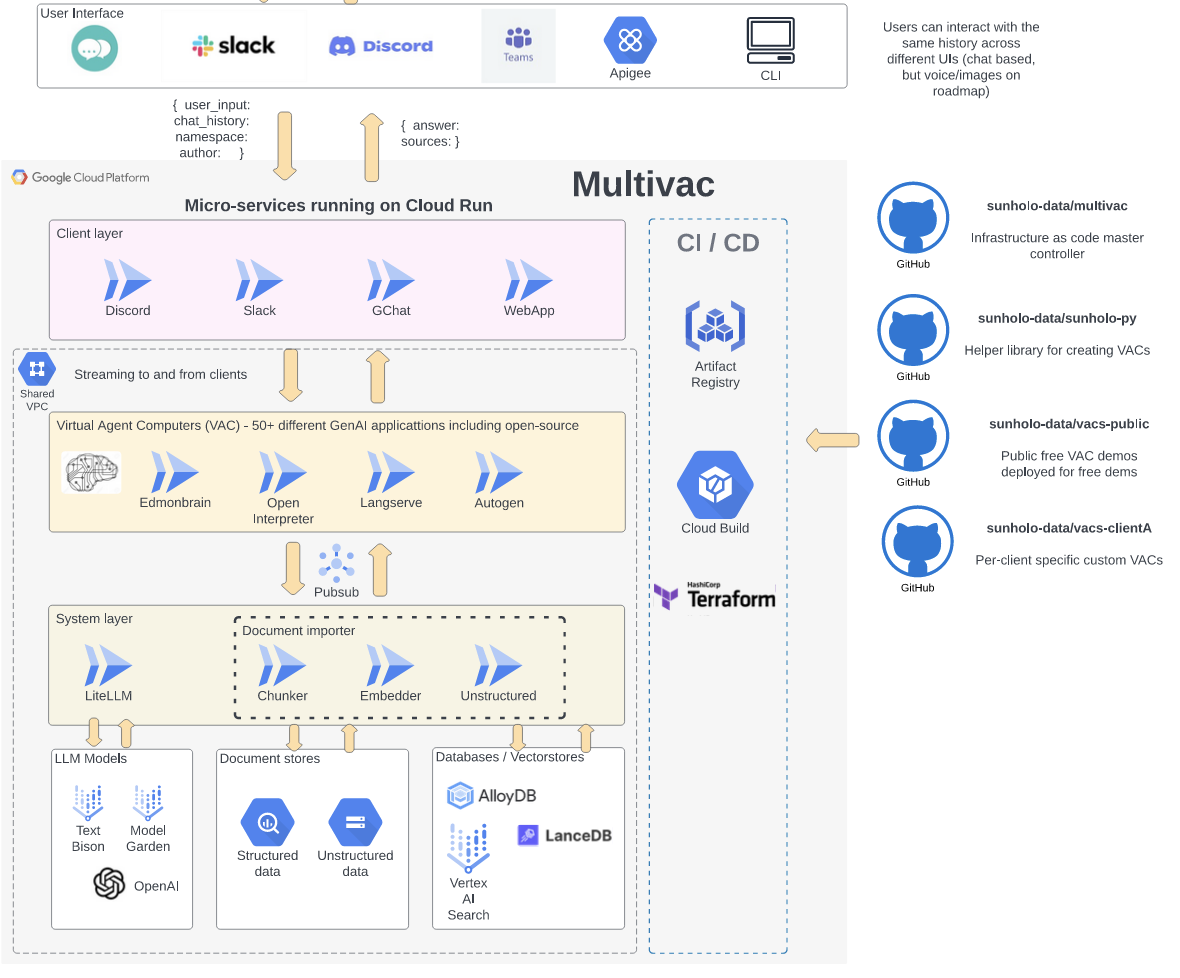 User Interface
slack
Discord
Teams
Apigee
CLI
Users can interact with the
same history across
different UIs (chat based,
but voice/images on
roadmap)
{ user_input:
chat_history:
namespace:
author: }
{ answer:
sources: }
Google Cloud Platform
Multivac
Micro-services running on Cloud Run
Client layer
Discord
Slack
GChat
WebApp
Shared
VPC
Streaming to and from clients
Virtual Agent Computers (VAC) - 50+ different GenAI applicattions including open-source
Edmonbrain
Open
Interpreter
Langserve
Autogen
Pubsub
System layer
Document importer
LiteLLM
Chunker
Embedder
Unstructured
LLM Models
Text
Bison
Model
Garden
OpenAI
Document stores
Structured
data
Unstructured
data
Databases / Vectorstores
AlloyDB
LanceDB
Vertex
AI
Search
CI / CD
Artifact
Registry
Cloud Build
HashiCorp
Terraform
GitHub
sunholo-data/multivac
Infrastructure as code master
controller
GitHub
sunholo-data/sunholo-py
Helper library for creating VACs
GitHub
sunholo-data/vacs-public
Public free VAC demos
deployed for free dems
GitHub
sunholo-data/vacs-clientA
Per-client specific custom VACs